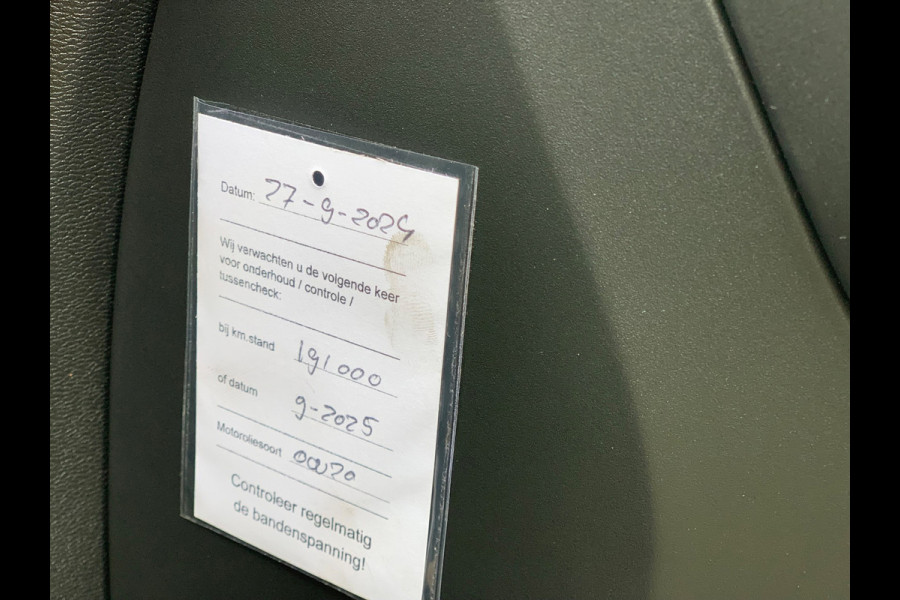 Datum: 27-9-2024
Wij verwachten u de volgende keer
voor onderhoud / controle /
tussencheck:
bij km.stand 191000
of datum 9-2025
Motoroliesoort 00W20
Controleer regelmatig
de bandenspanning!